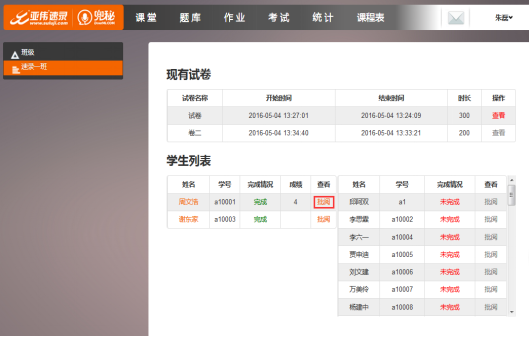 亚伟速录 www.suluji.com 兜秘
课堂 题库 作业 考试 统计 课程表 朱磊
班级
速录一班
现有试卷
试卷名称 开始时间 结束时间 时长 操作
试卷 2016-05-04 13:27:01 2016-05-04 13:24:09 300 查看
卷二 2016-05-04 13:34:40 2016-05-04 13:33:21 200 查看
学生列表
姓名 学号 完成情况 成绩 查看 姓名 学号 完成情况 查看
周文浩 a10001 完成 4 批阅 a1 未完成 批阅
谢东家 a10003 完成 批阅 李思霖 a10002 未完成 批阅
李六一 a10004 未完成 批阅
贾申迪 a10005 未完成 批阅
刘文雄 a10006 未完成 批阅
万美伶 a10007 未完成 批阅
杨建中 a10008 未完成 批阅